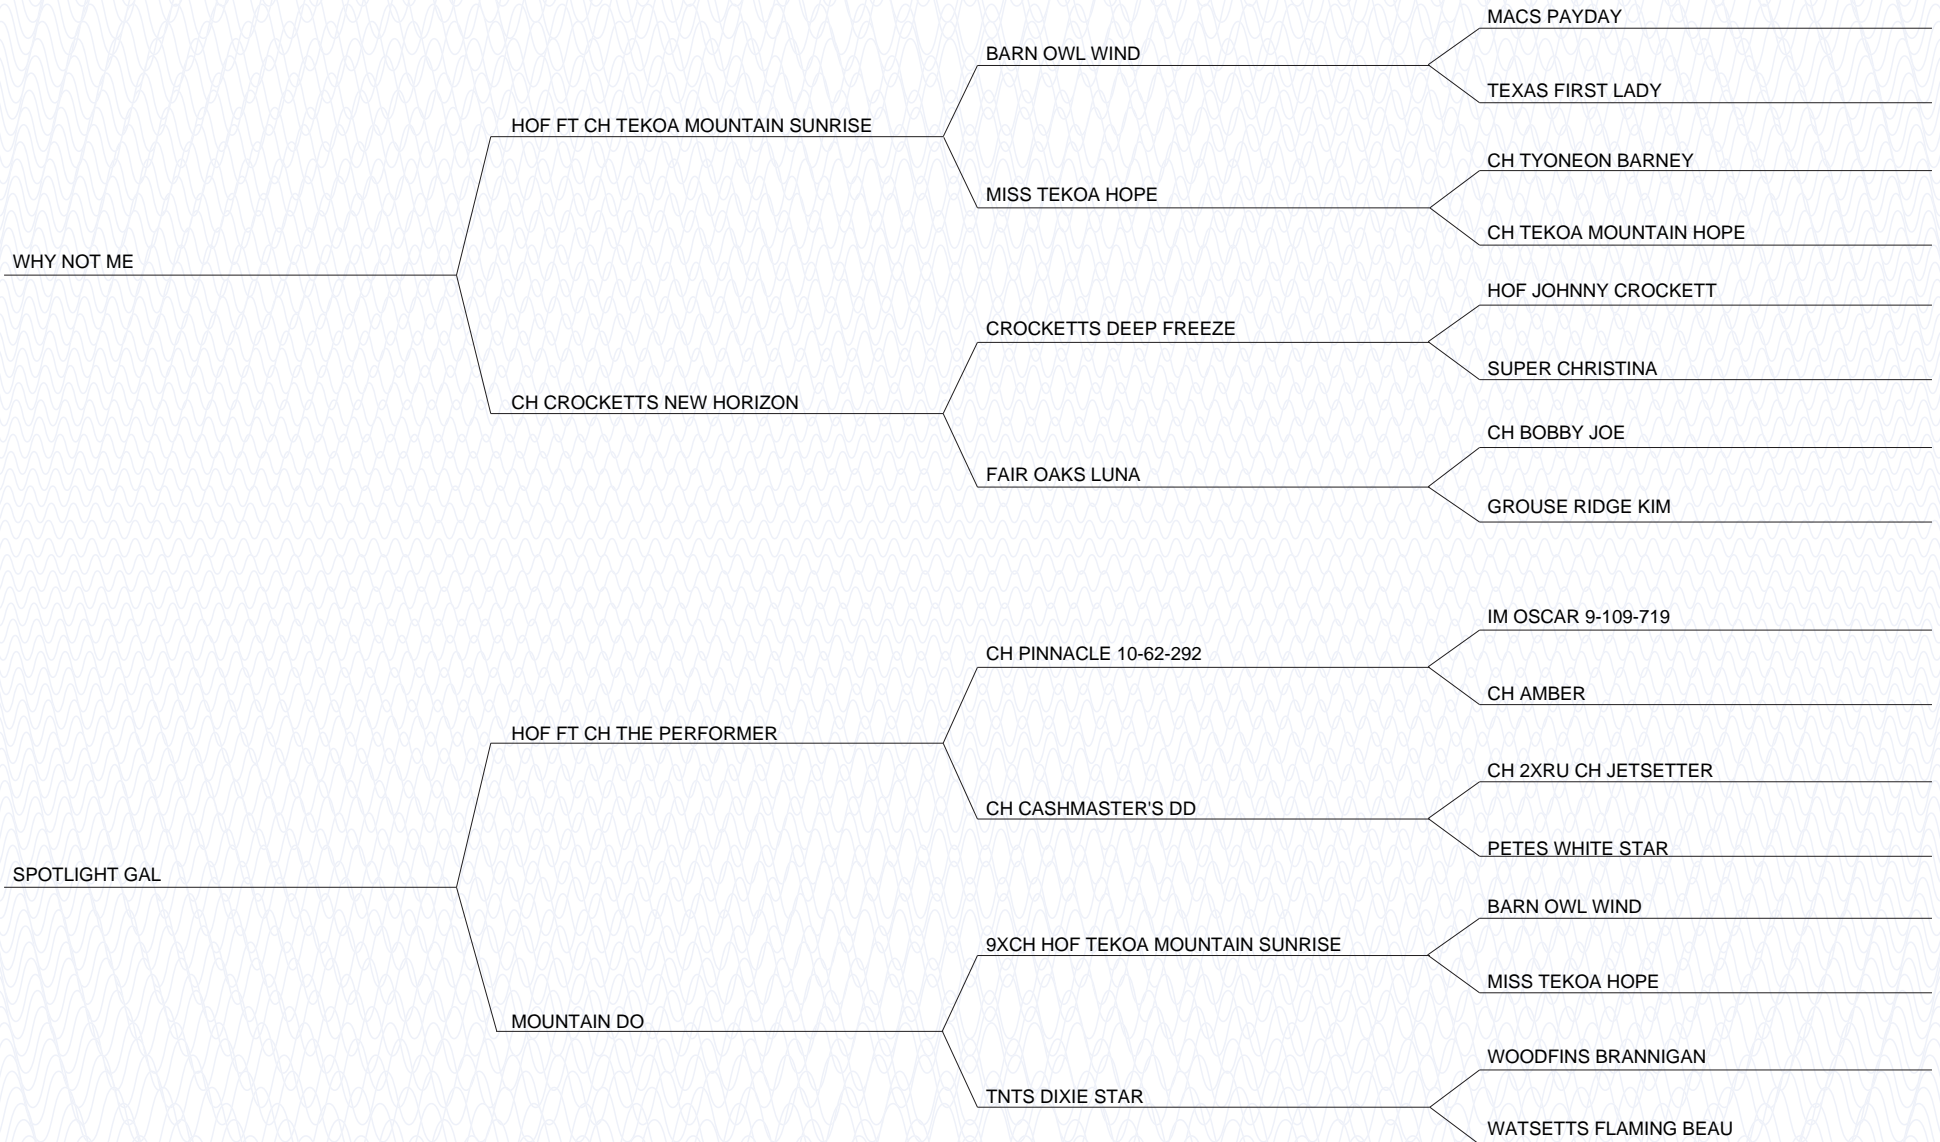 MACS PAYDAY
BARN OWL WIND
TEXAS FIRST LADY
HOF FT CH TEKOA MOUNTAIN SUNRISE
CH TYONEON BARNEY
MISS TEKOA HOPE
CH TEKOA MOUNTAIN HOPE
WHY NOT ME
HOF JOHNNY CROCKETT
CROCKETTS DEEP FREEZE
SUPER CHRISTINA
CH CROCKETTS NEW HORIZON
CH BOBBY JOE
FAIR OAKS LUNA
GROUSE RIDGE KIM
IM OSCAR 9-109-719
CH PINNACLE 10-62-292
CH AMBER
HOF FT CH THE PERFORMER
CH 2XRU CH JETSETTER
CH CASHMASTER'S DD
PETES WHITE STAR
SPOTLIGHT GAL
BARN OWL WIND
9XCH HOF TEKOA MOUNTAIN SUNRISE
MISS TEKOA HOPE
MOUNTAIN DO
WOODFINS BRANNIGAN
TNTS DIXIE STAR
WATSETTS FLAMING BEAU